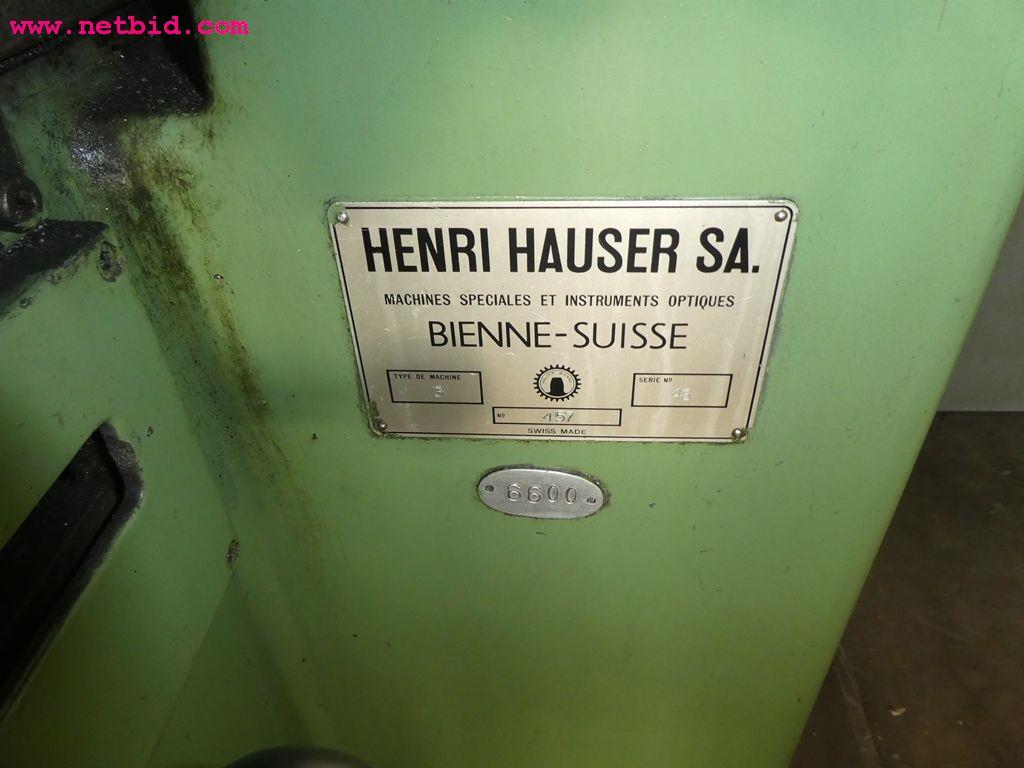 www.netbid.com
HENRI HAUSER SA.
MACHINES SPECIALES ET INSTRUMENTS OPTIQUES
BIENNE-SUISSE
TYPE DE MACHINE
SERIE Nº
Nº 457
SWISS MADE
6600